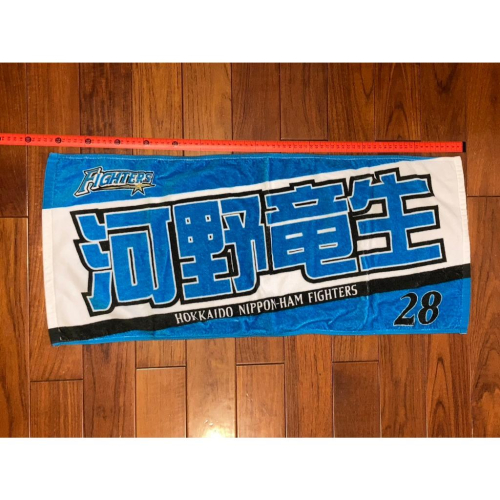 FIGHTERS
河野竜生
HOKKAIDO NIPPON-HAM FIGHTERS
28